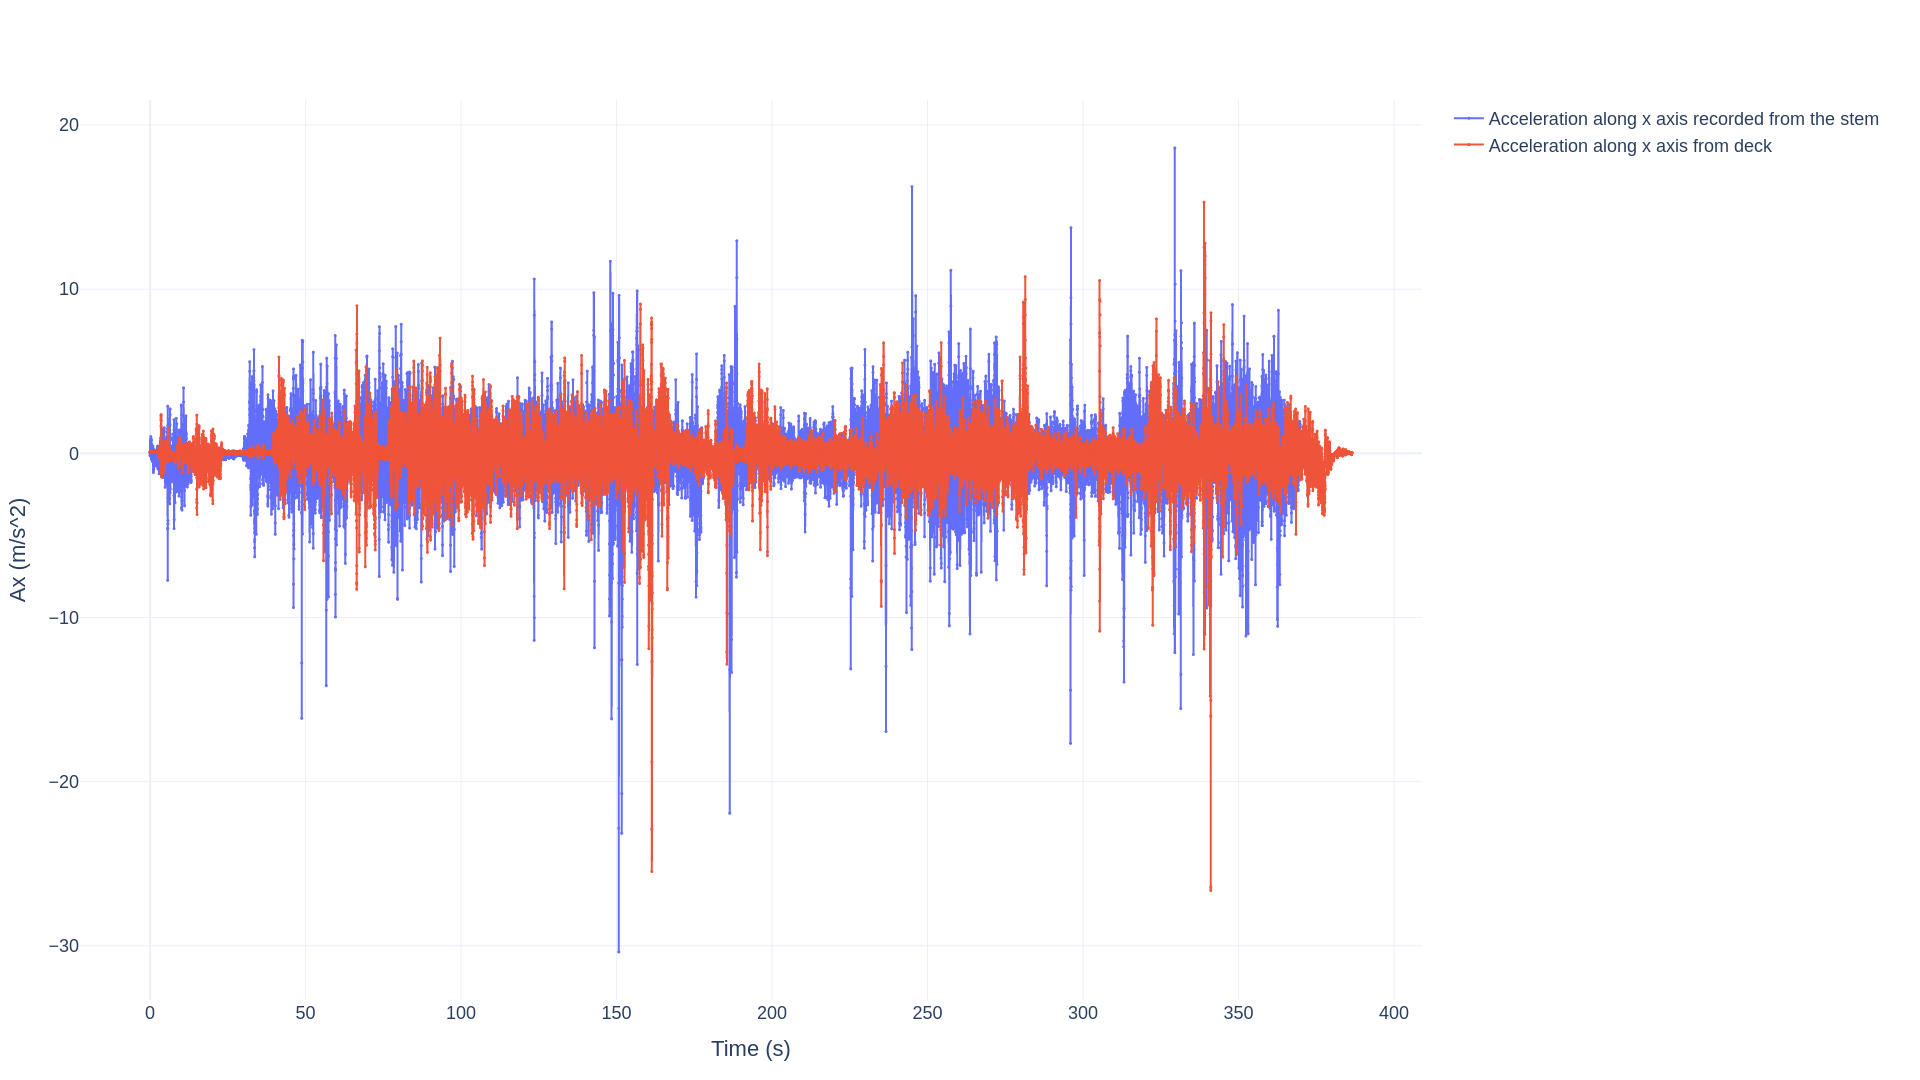 Acceleration along x axis recorded from the stem
Acceleration along x axis from deck
20
10
0
−10
−20
−30
Ax (m/s^2)
0 50 100 150 200 250 300 350 400
Time (s)